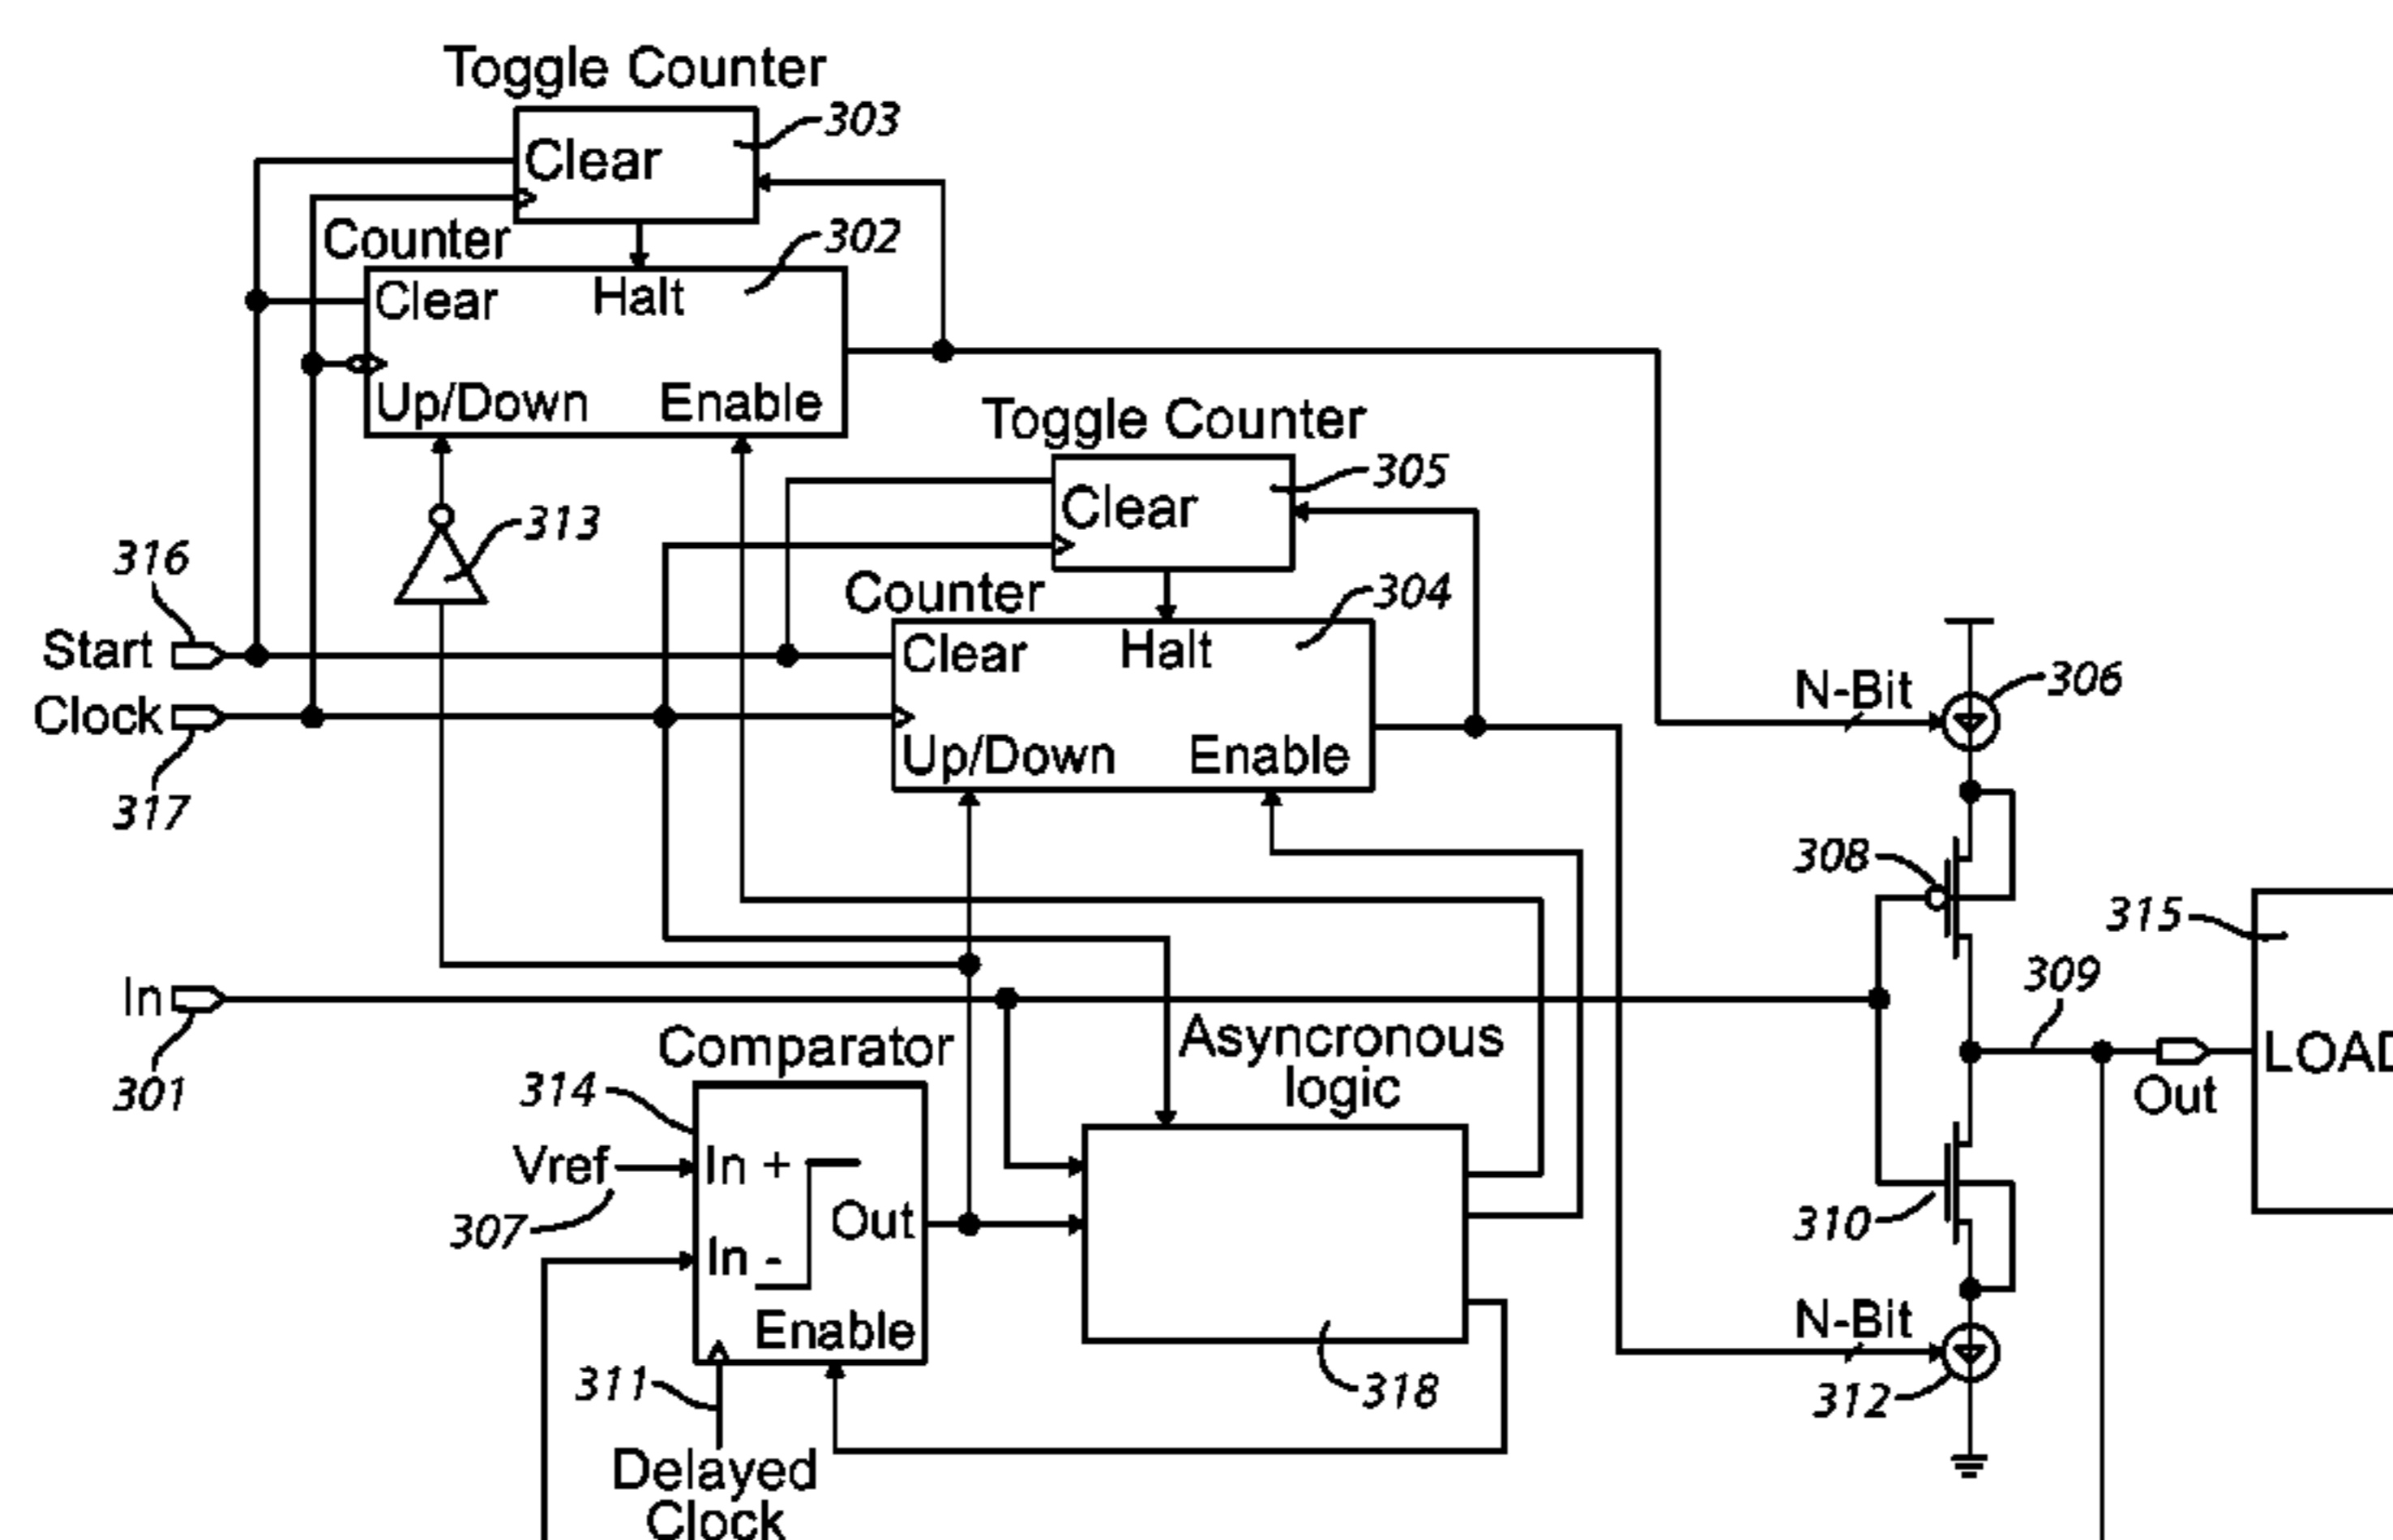 Toggle Counter
303
Clear
Counter
302
Clear
Halt
Up/Down
Enable
Toggle Counter
305
Clear
313
316
Counter
304
Start
Clear
Halt
Clock
Up/Down
Enable
317
N-Bit
306
308
315
309
In
301
Comparator
Asyncronous
logic
LOAD
Out
314
Vref
In +
Out
307
In -
310
Enable
N-Bit
311
318
312
Delayed
Clock